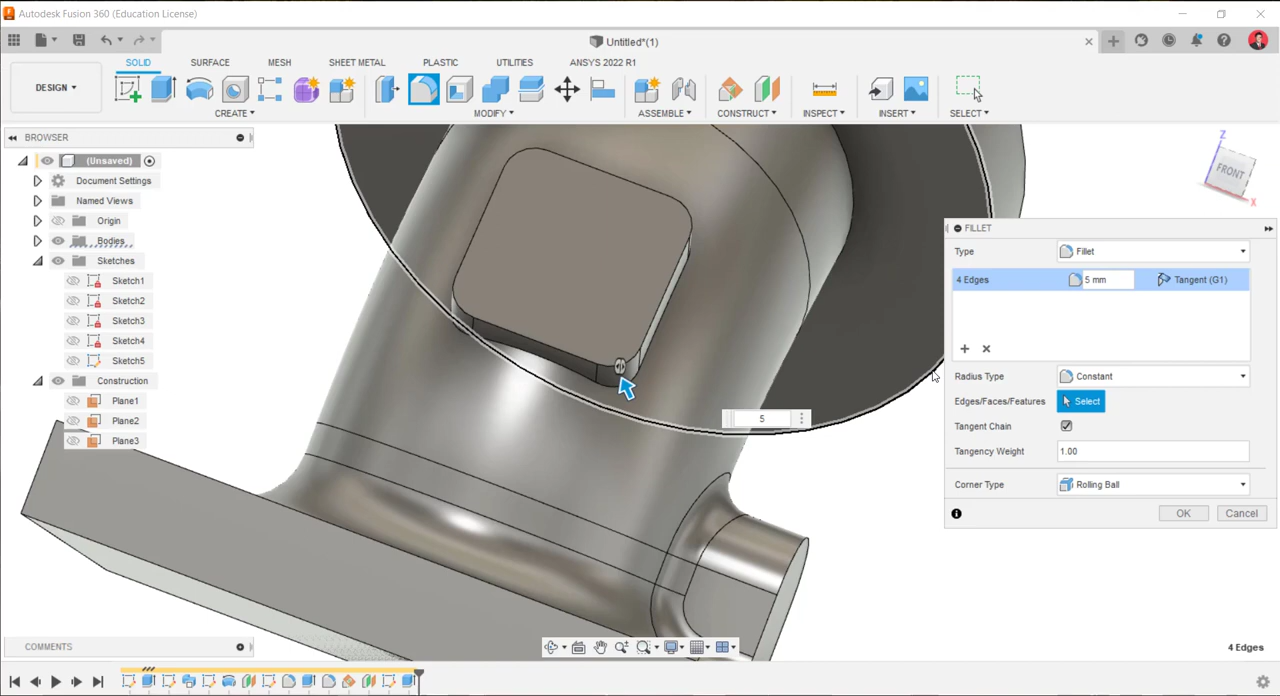 Autodesk Fusion 360 (Education License)
Untitled*(1)
SOLID SURFACE MESH SHEET METAL PLASTIC UTILITIES ANSYS 2022 R1
DESIGN
CREATE MODIFY ASSEMBLE CONSTRUCT INSPECT INSERT SELECT
BROWSER
(Unsaved)
Document Settings
Named Views
Origin
Bodies
Sketches
Sketch1
Sketch2
Sketch3
Sketch4
Sketch5
Construction
Plane1
Plane2
Plane3
Z
FRONT
X
FILLET
Type Fillet
4 Edges 5 mm Tangent (G1)
Radius Type Constant
Edges/Faces/Features Select
Tangent Chain
Tangency Weight 1.00
Corner Type Rolling Ball
OK Cancel
5
COMMENTS
4 Edges